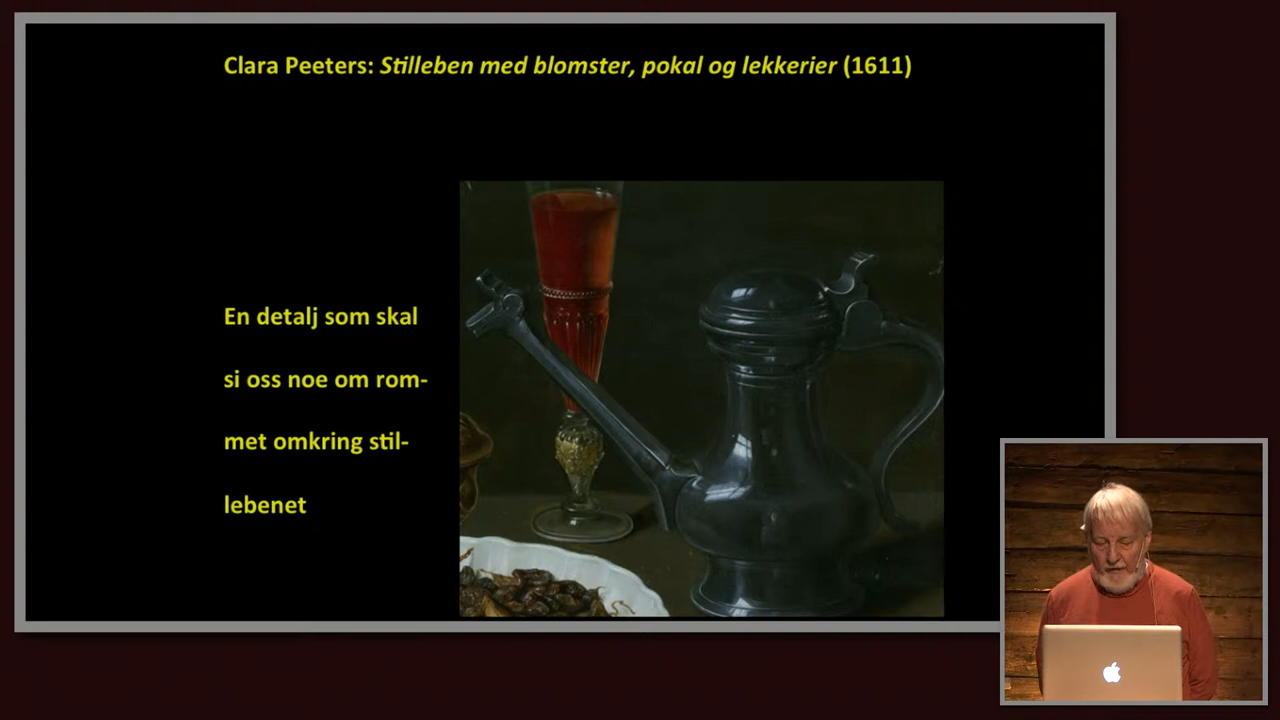 Clara Peeters: Stilleben med blomster, pokal og lekkerier (1611)
En detalj som skal
si oss noe om rom-
met omkring stil-
lebenet